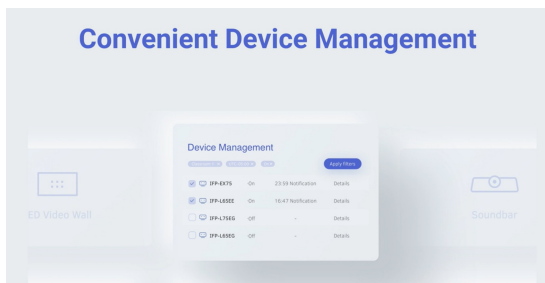 Convenient Device Management
Device Management
Apply filters
IFP-EX75 On 23:59 Notification Details
IFP-L65EE On 16:47 Notification Details
IFP-L75EG Off - Details
IFP-L65EG Off - Details
ED Video Wall
Soundbar